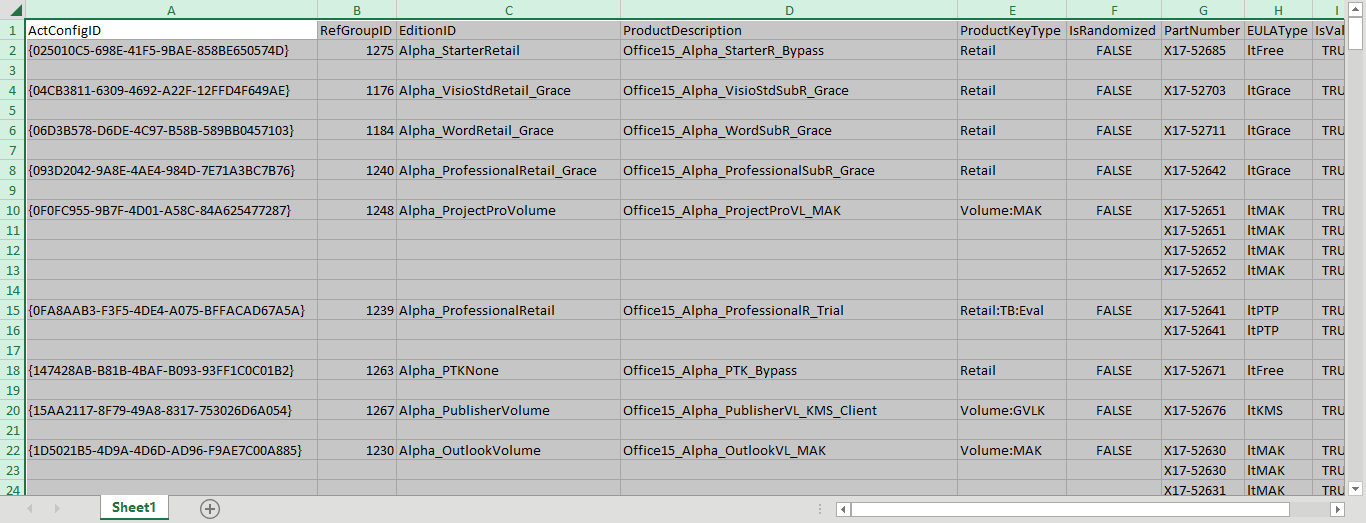 A B C D E F G H I
1 ActConfigID RefGroupID EditionID ProductDescription ProductKeyType IsRandomized PartNumber EULAType IsVal
2 {025010C5-698E-41F5-9BAE-858BE650574D} 1275 Alpha_StarterRetail Office15_Alpha_StarterR_Bypass Retail FALSE X17-52685 ltFree TRU
3
4 {04CB3811-6309-4692-A22F-12FFD4F649AE} 1176 Alpha_VisioStdRetail_Grace Office15_Alpha_VisioStdSubR_Grace Retail FALSE X17-52703 ltGrace TRU
5
6 {06D3B578-D6DE-4C97-B58B-589BB0457103} 1184 Alpha_WordRetail_Grace Office15_Alpha_WordSubR_Grace Retail FALSE X17-52711 ltGrace TRU
7
8 {093D2042-9A8E-4AE4-984D-7E71A3BC7B76} 1240 Alpha_ProfessionalRetail_Grace Office15_Alpha_ProfessionalSubR_Grace Retail FALSE X17-52642 ltGrace TRU
9
10 {0F0FC955-9B7F-4D01-A58C-84A625477287} 1248 Alpha_ProjectProVolume Office15_Alpha_ProjectProVL_MAK Volume:MAK FALSE X17-52651 ltMAK TRU
11 X17-52651 ltMAK TRU
12 X17-52652 ltMAK TRU
13 X17-52652 ltMAK TRU
14
15 {0FA8AAB3-F3F5-4DE4-A075-BFFACAD67A5A} 1239 Alpha_ProfessionalRetail Office15_Alpha_ProfessionalR_Trial Retail:TB:Eval FALSE X17-52641 ltPTP TRU
16 X17-52641 ltPTP TRU
17
18 {147428AB-B81B-4BAF-B093-93FF1C0C01B2} 1263 Alpha_PTKNone Office15_Alpha_PTK_Bypass Retail FALSE X17-52671 ltFree TRU
19
20 {15AA2117-8F79-49A8-8317-753026D6A054} 1267 Alpha_PublisherVolume Office15_Alpha_PublisherVL_KMS_Client Volume:GVLK FALSE X17-52676 ltKMS TRU
21
22 {1D5021B5-4D9A-4D6D-AD96-F9AE7C00A885} 1230 Alpha_OutlookVolume Office15_Alpha_OutlookVL_MAK Volume:MAK FALSE X17-52630 ltMAK TRU
23 X17-52630 ltMAK TRU
24 X17-52631 ltMAK TRU
Sheet1